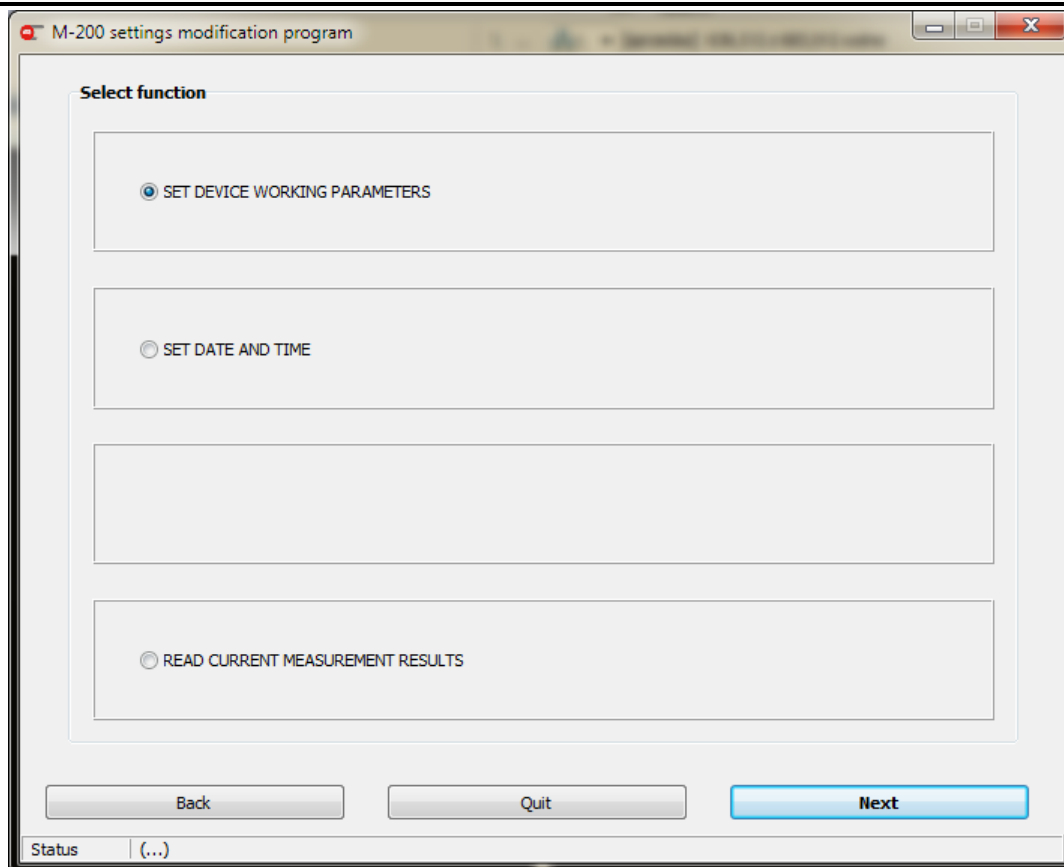 M-200 settings modification program
Select function
SET DEVICE WORKING PARAMETERS
SET DATE AND TIME
READ CURRENT MEASUREMENT RESULTS
Back Quit Next
Status (...)